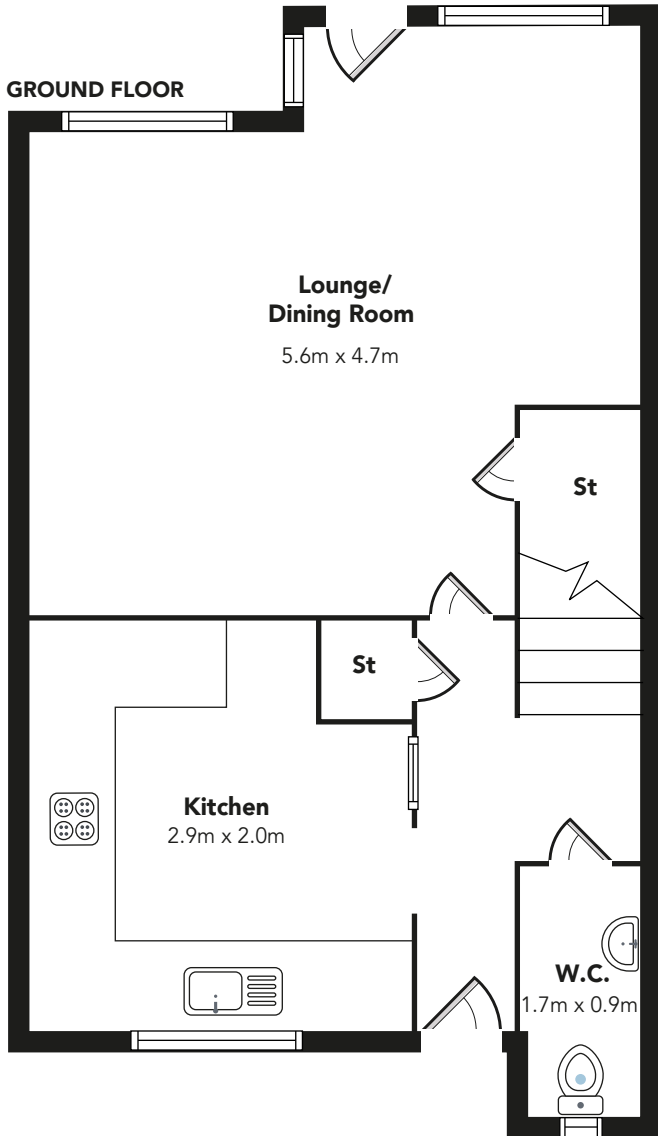 GROUND FLOOR
Lounge/
Dining Room
5.6m x 4.7m
St
St
Kitchen
2.9m x 2.0m
W.C.
1.7m x 0.9m